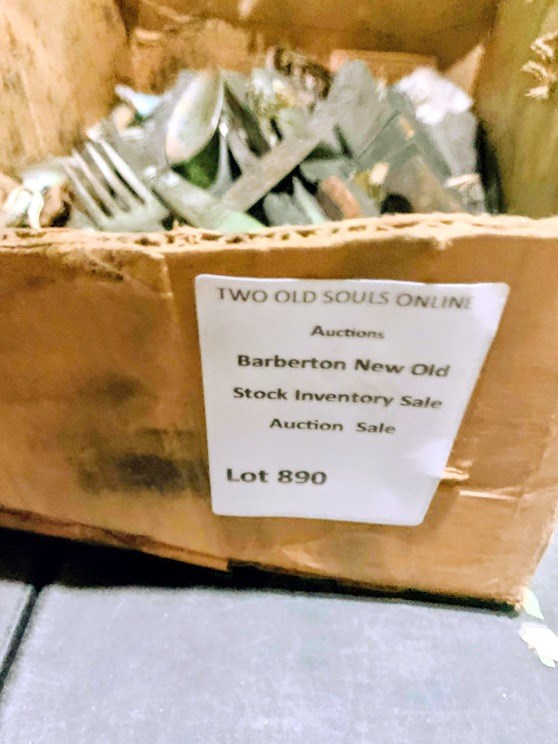 TWO OLD SOULS ONLINE
Auctions
Barberton New Old
Stock Inventory Sale
Auction Sale
Lot 890